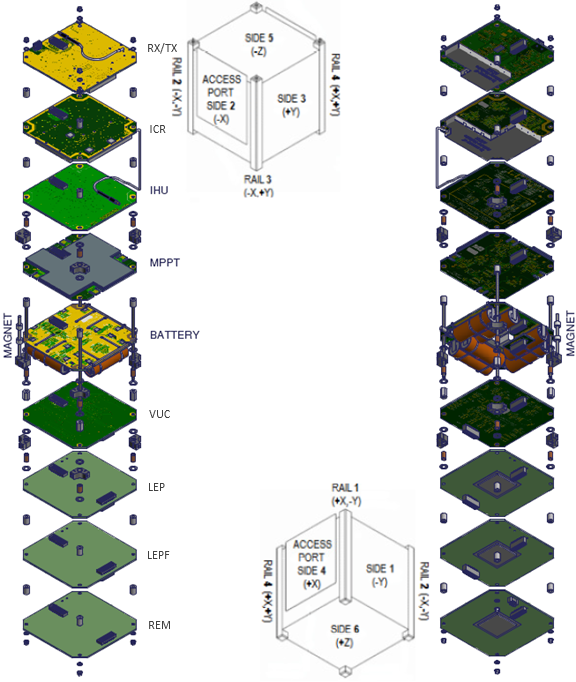 RX/TX
ICR
IHU
MPPT
MAGNET
BATTERY
VUC
LEP
LEPF
REM
SIDE 5
(-Z)
RAIL 2
(-X,-Y)
ACCESS
PORT
SIDE 2
(-X)
SIDE 3
(+Y)
RAIL 4
(+X,+Y)
RAIL 3
(-X,+Y)
MAGNET
RAIL 1
(+X,-Y)
ACCESS
PORT
SIDE 4
(+X)
SIDE 1
(-Y)
RAIL 4
(+X,+Y)
RAIL 2
(-X,-Y)
SIDE 6
(+Z)